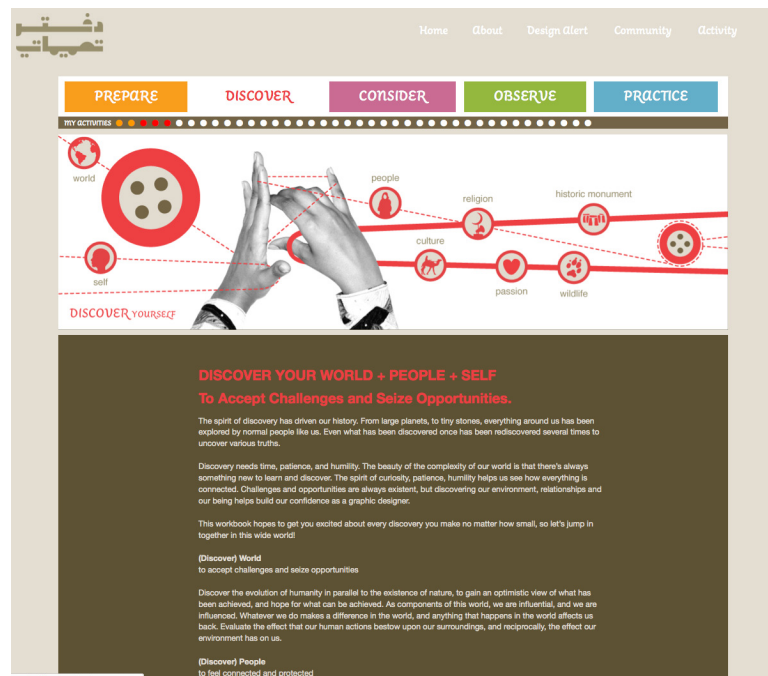 دفتر
Home About Design Alert Community Activity
PREPARE DISCOVER CONSIDER OBSERVE PRACTICE
MY ACTIVITIES
world
people
religion
historic monument
culture
self
passion
wildlife
DISCOVER YOURSELF
DISCOVER YOUR WORLD + PEOPLE + SELF
To Accept Challenges and Seize Opportunities.
The spirit of discovery has driven our history. From large planets, to tiny stones, everything around us has been
explored by normal people like us. Even what has been discovered once has been rediscovered several times to
uncover various truths.
Discovery needs time, patience, and humility. The beauty of the complexity of our world is that there's always
something new to learn and discover. The spirit of curiosity, patience, humility helps us see how everything is
connected. Challenges and opportunities are always existent, but discovering our environment, relationships and
our being helps build our confidence as a graphic designer.
This workbook hopes to get you excited about every discovery you make no matter how small, so let's jump in
together in this wide world!
(Discover) World
to accept challenges and seize opportunities
Discover the evolution of humanity in parallel to the existence of nature, to gain an optimistic view of what has
been achieved, and hope for what can be achieved. As components of this world, we are influential, and we are
influenced. Whatever we do makes a difference in the world, and anything that happens in the world affects us
back. Evaluate the effect that our human actions bestow upon our surroundings, and reciprocally, the effect our
environment has on us.
(Discover) People
to feel connected and protected